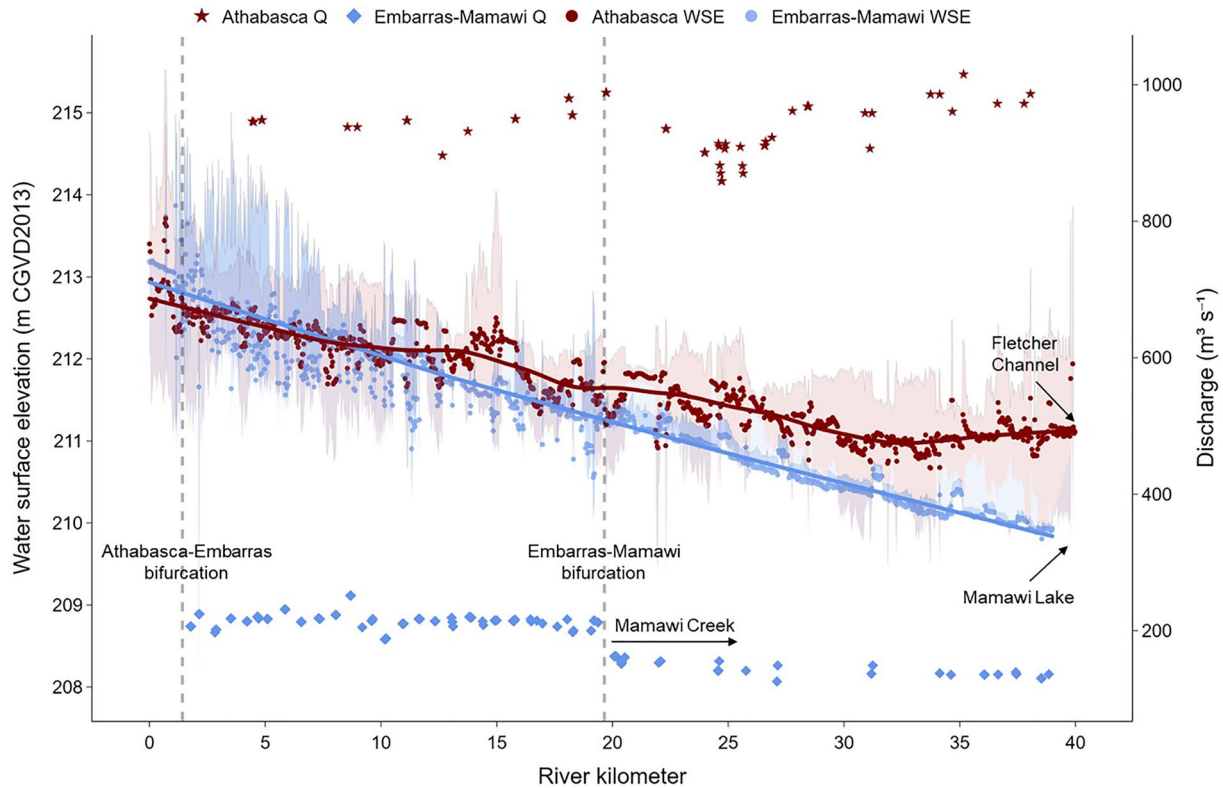 Athabasca Q Embarras-Mamawi Q Athabasca WSE Embarras-Mamawi WSE
Water surface elevation (m CGVD2013)
215
214
213
212
211
210
209
208
1000
800
600
400
200
Discharge (m³ s⁻¹)
Fletcher
Channel
Athabasca-Embarras
bifurcation
Embarras-Mamawi
bifurcation
Mamawi Lake
Mamawi Creek
0 5 10 15 20 25 30 35 40
River kilometer